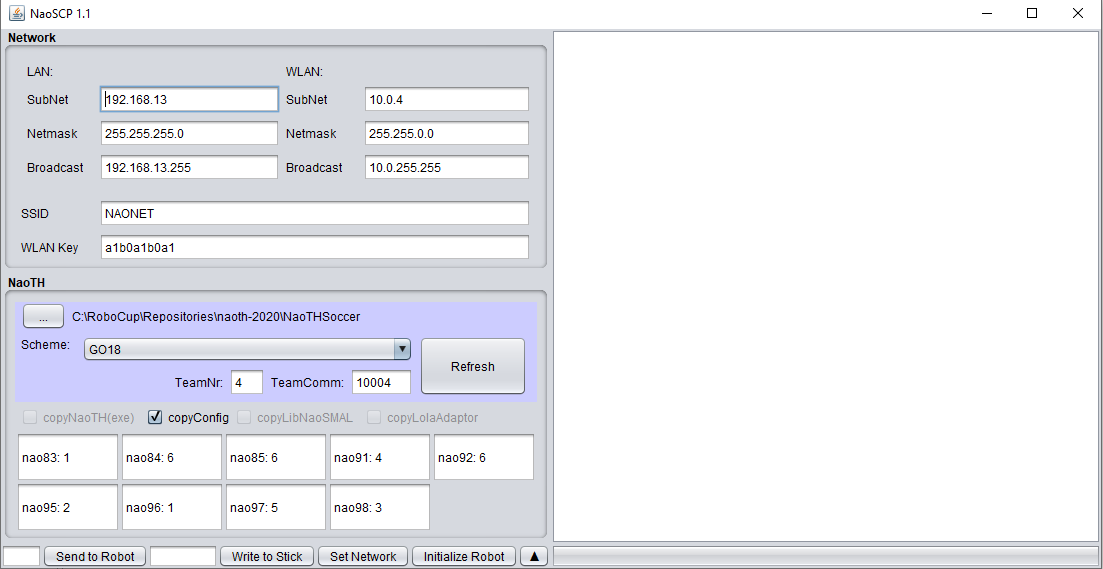 NaoSCP 1.1
Network
LAN: WLAN:
SubNet 192.168.13 SubNet 10.0.4
Netmask 255.255.255.0 Netmask 255.255.0.0
Broadcast 192.168.13.255 Broadcast 10.0.255.255
SSID NAONET
WLAN Key a1b0a1b0a1
NaoTH
... C:\RoboCup\Repositories\naoth-2020\NaoTHSoccer
Scheme: GO18
Refresh
TeamNr: 4 TeamComm: 10004
copyNaoTH(exe) copyConfig copyLibNaoSMAL copyLolaAdaptor
nao83: 1 nao84: 6 nao85: 6 nao91: 4 nao92: 6
nao95: 2 nao96: 1 nao97: 5 nao98: 3
Send to Robot Write to Stick Set Network Initialize Robot ▲